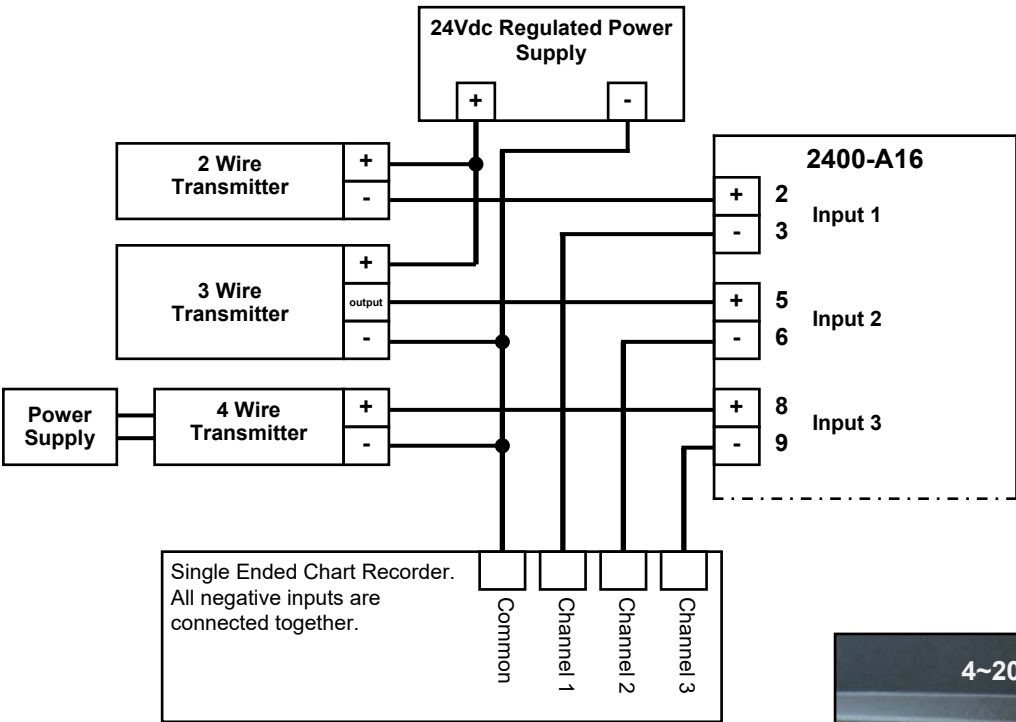 24Vdc Regulated Power
Supply
+
-
2 Wire
Transmitter
+
-
2400-A16
+
2
Input 1
-
3
3 Wire
Transmitter
+
output
-
+
5
Input 2
-
6
Power
Supply
4 Wire
Transmitter
+
-
+
8
Input 3
-
9
Single Ended Chart Recorder.
All negative inputs are
connected together.
Common
Channel 1
Channel 2
Channel 3
4~20